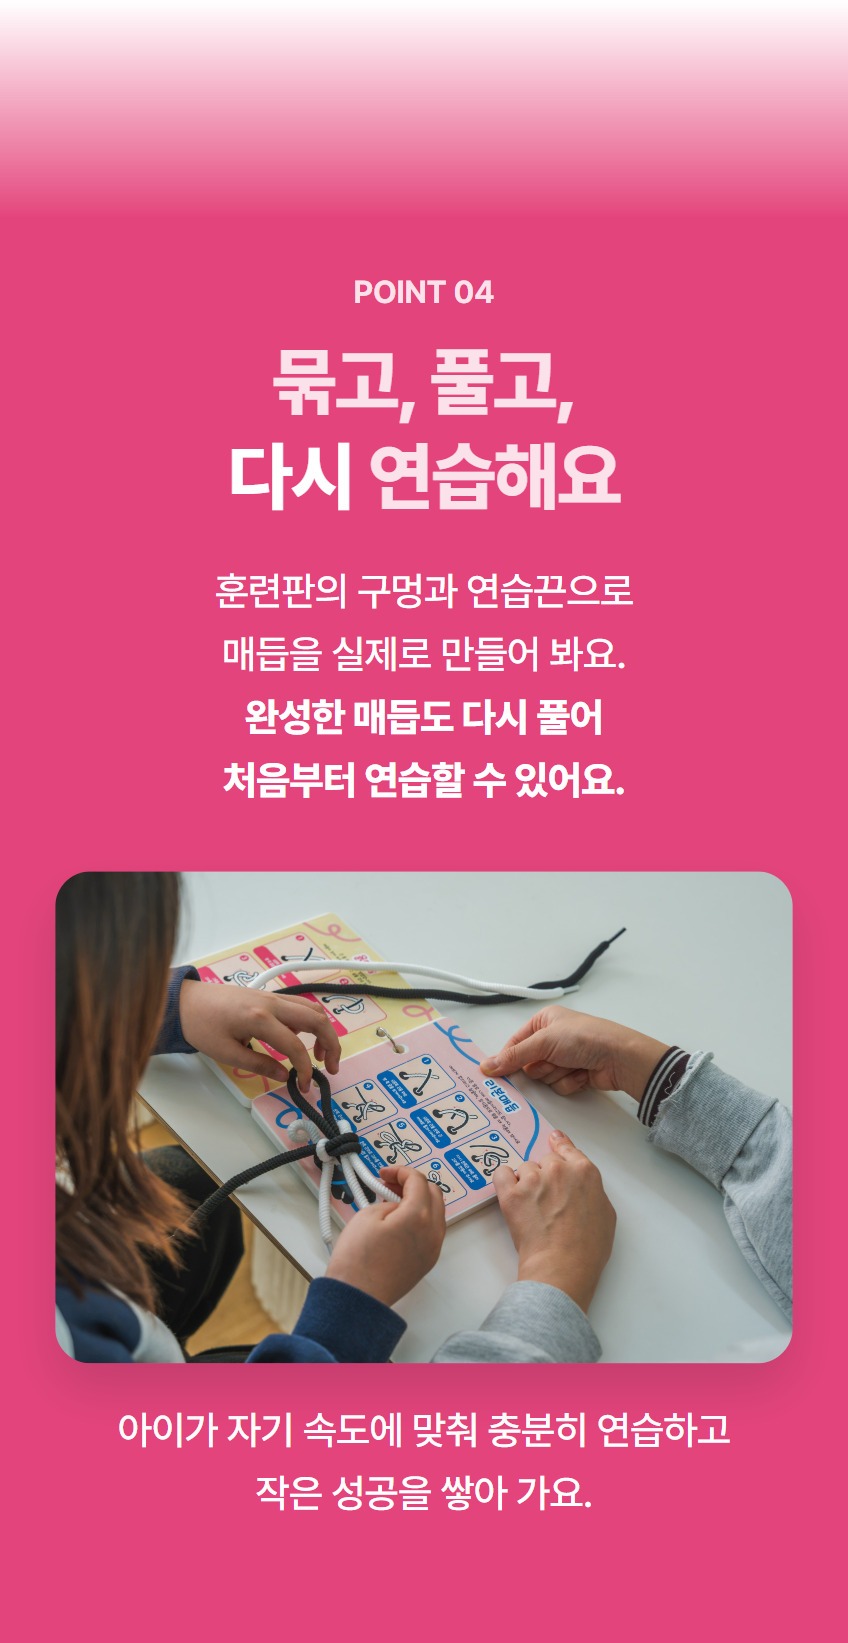 POINT 04
묶고, 풀고,
다시 연습해요
훈련판의 구멍과 연습끈으로
매듭을 실제로 만들어 봐요.
완성한 매듭도 다시 풀어
처음부터 연습할 수 있어요.
아이가 자기 속도에 맞춰 충분히 연습하고
작은 성공을 쌓아 가요.